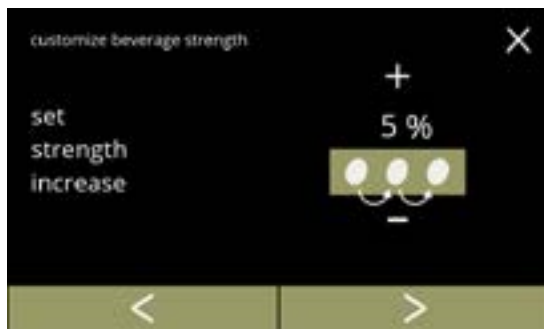 customize beverage strength
X
+
set
5 %
strength
increase
-
< >